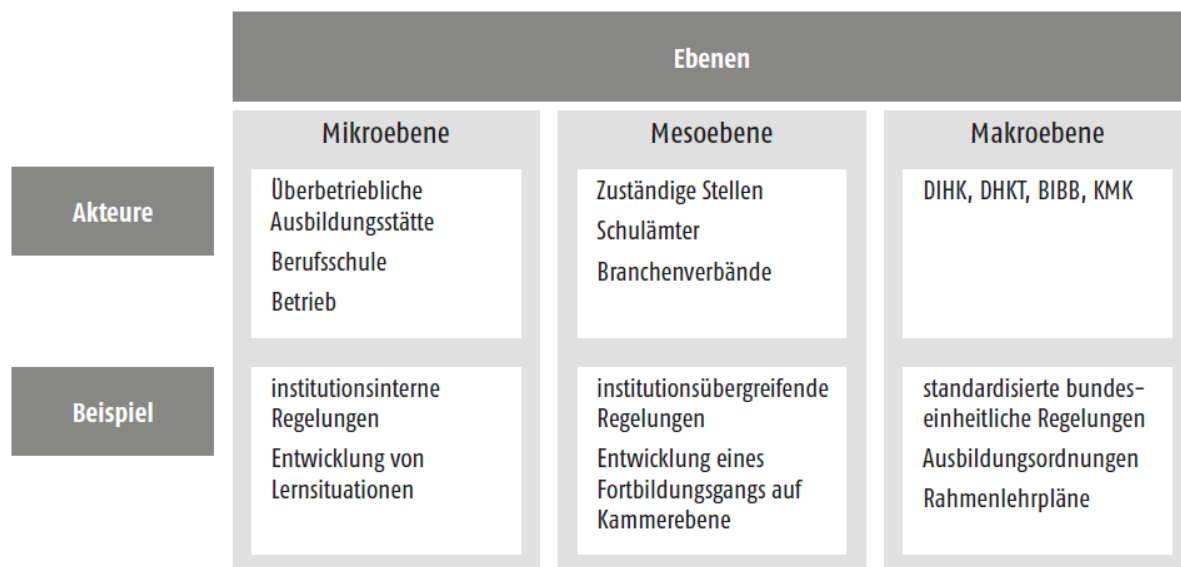 Ebenen
Mikroebene
Mesoebene
Makroebene
Akteure
Überbetriebliche
Ausbildungsstätte
Berufsschule
Betrieb
Zuständige Stellen
Schulämter
Branchenverbände
DIHK, DHKT, BIBB, KMK
Beispiel
institutionsinterne
Regelungen
Entwicklung von
Lernsituationen
institutionsübergreifende
Regelungen
Entwicklung eines
Fortbildungsgangs auf
Kammerebene
standardisierte bundes-
einheitliche Regelungen
Ausbildungsordnungen
Rahmenlehrpläne